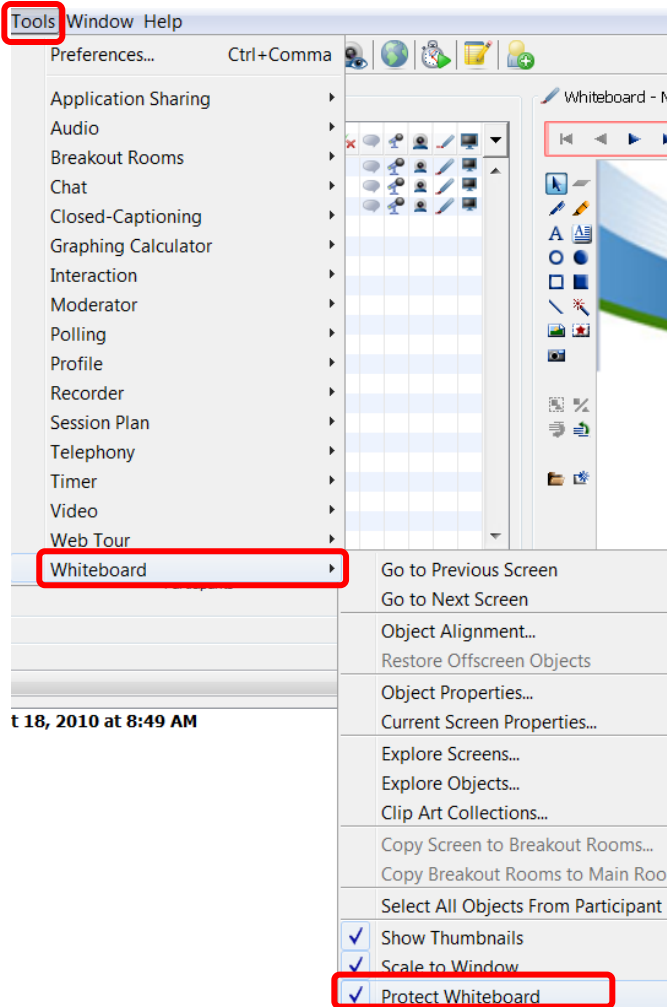 Tools Window Help
Preferences... Ctrl+Comma
Application Sharing
Whiteboard - N
Audio
Breakout Rooms
Chat
Closed-Captioning
A A
Graphing Calculator
Interaction
Moderator
Polling
Profile
Recorder
Session Plan
Telephony
Timer
Video
Web Tour
Whiteboard
Go to Previous Screen
Go to Next Screen
Object Alignment...
Restore Offscreen Objects
Object Properties...
t 18, 2010 at 8:49 AM
Current Screen Properties...
Explore Screens...
Explore Objects...
Clip Art Collections...
Copy Screen to Breakout Rooms...
Copy Breakout Rooms to Main Roo
Select All Objects From Participant
Show Thumbnails
Scale to Window
Protect Whiteboard